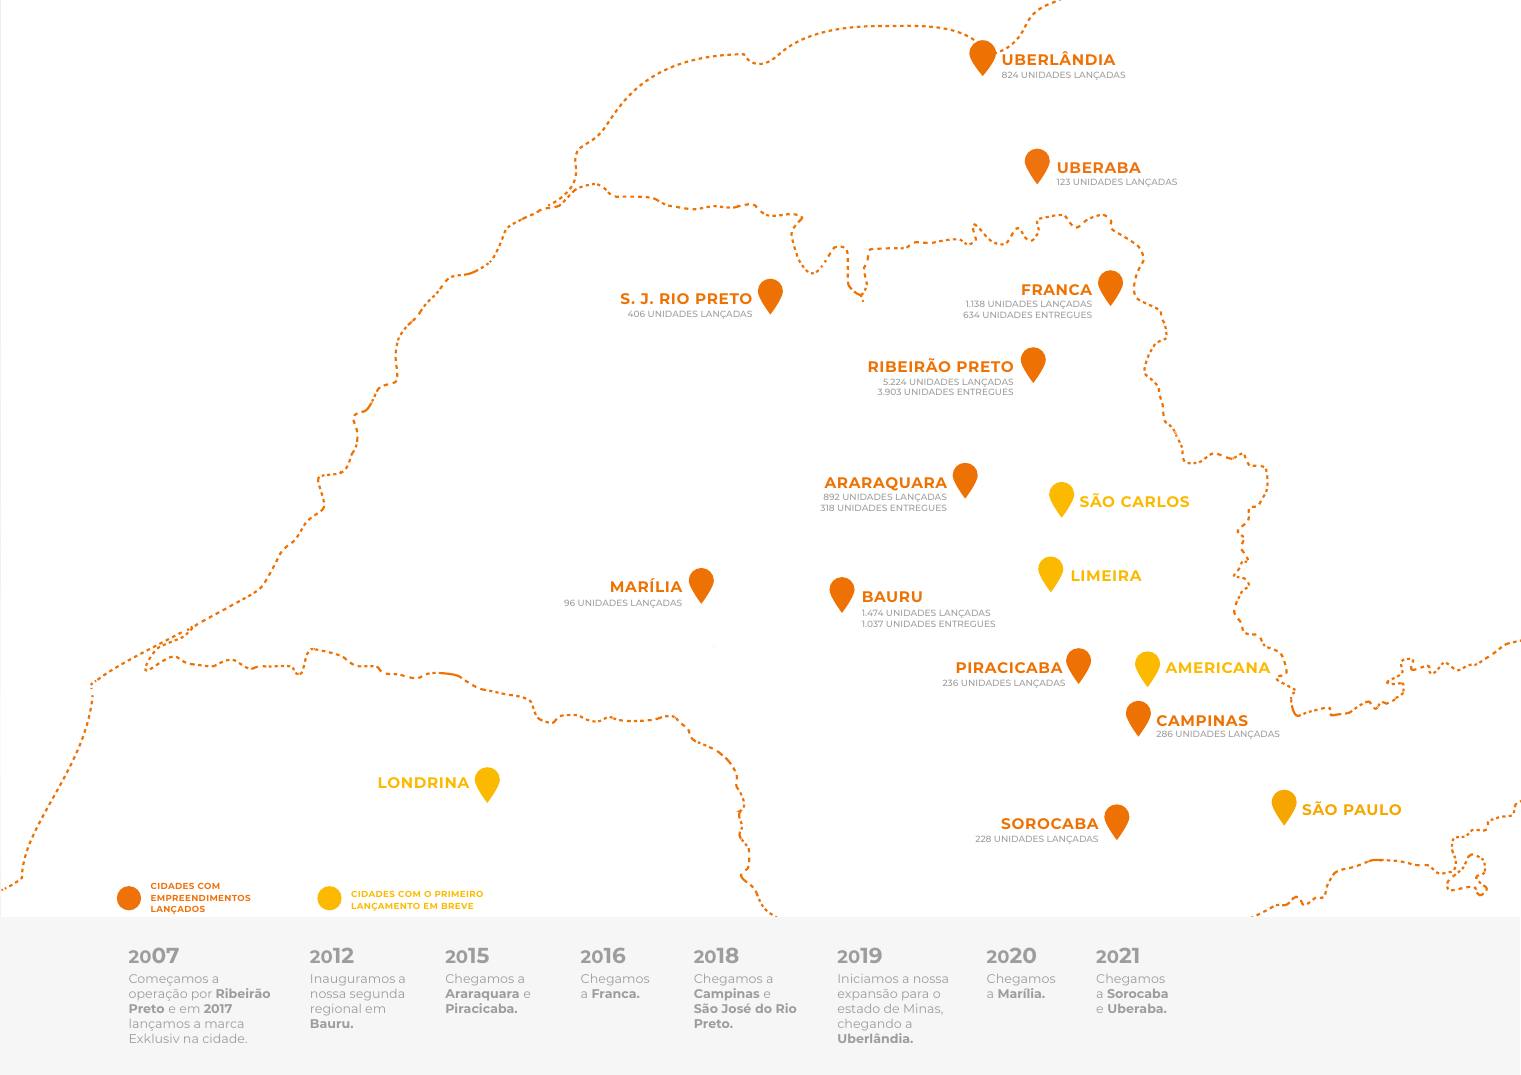 UBERLÂNDIA
824 UNIDADES LANÇADAS
UBERABA
123 UNIDADES LANÇADAS
S. J. RIO PRETO
406 UNIDADES LANÇADAS
FRANCA
1.138 UNIDADES LANÇADAS
634 UNIDADES ENTREGUES
RIBEIRÃO PRETO
5.224 UNIDADES LANÇADAS
3.903 UNIDADES ENTREGUES
ARARAQUARA
892 UNIDADES LANÇADAS
318 UNIDADES ENTREGUES
SÃO CARLOS
LIMEIRA
MARÍLIA
96 UNIDADES LANÇADAS
BAURU
1.474 UNIDADES LANÇADAS
1.037 UNIDADES ENTREGUES
PIRACICABA
236 UNIDADES LANÇADAS
AMERICANA
CAMPINAS
286 UNIDADES LANÇADAS
LONDRINA
SÃO PAULO
SOROCABA
228 UNIDADES LANÇADAS
CIDADES COM
EMPREENDIMENTOS
LANÇADOS
CIDADES COM O PRIMEIRO
LANÇAMENTO EM BREVE
2007
Começamos a
operação por Ribeirão
Preto e em 2017
lançamos a marca
Exklusiv na cidade.
2012
Inauguramos a
nossa segunda
regional em
Bauru.
2015
Chegamos a
Araraquara e
Piracicaba.
2016
Chegamos
a Franca.
2018
Chegamos a
Campinas e
São José do Rio
Preto.
2019
Iniciamos a nossa
expansão para o
estado de Minas,
chegando a
Uberlândia.
2020
Chegamos
a Marília.
2021
Chegamos
a Sorocaba
e Uberaba.